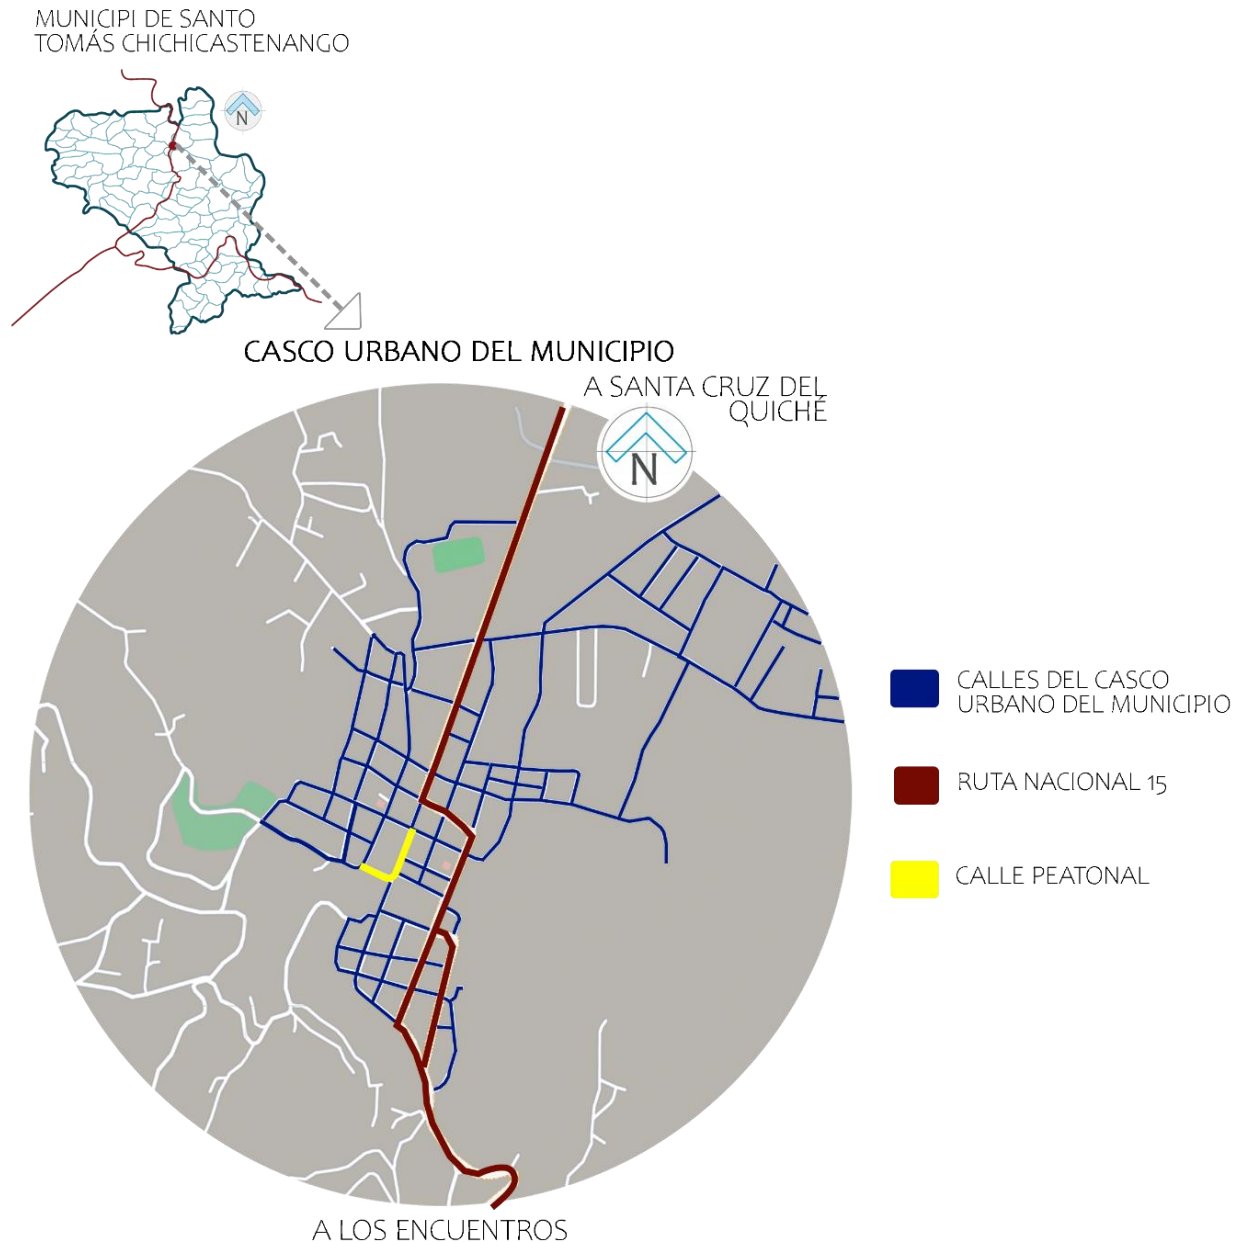 MUNICIPI DE SANTO
TOMÁS CHICHICASTENANGO
N
CASCO URBANO DEL MUNICIPIO
A SANTA CRUZ DEL
QUICHÉ
N
CALLES DEL CASCO
URBANO DEL MUNICIPIO
RUTA NACIONAL 15
CALLE PEATONAL
A LOS ENCUENTROS